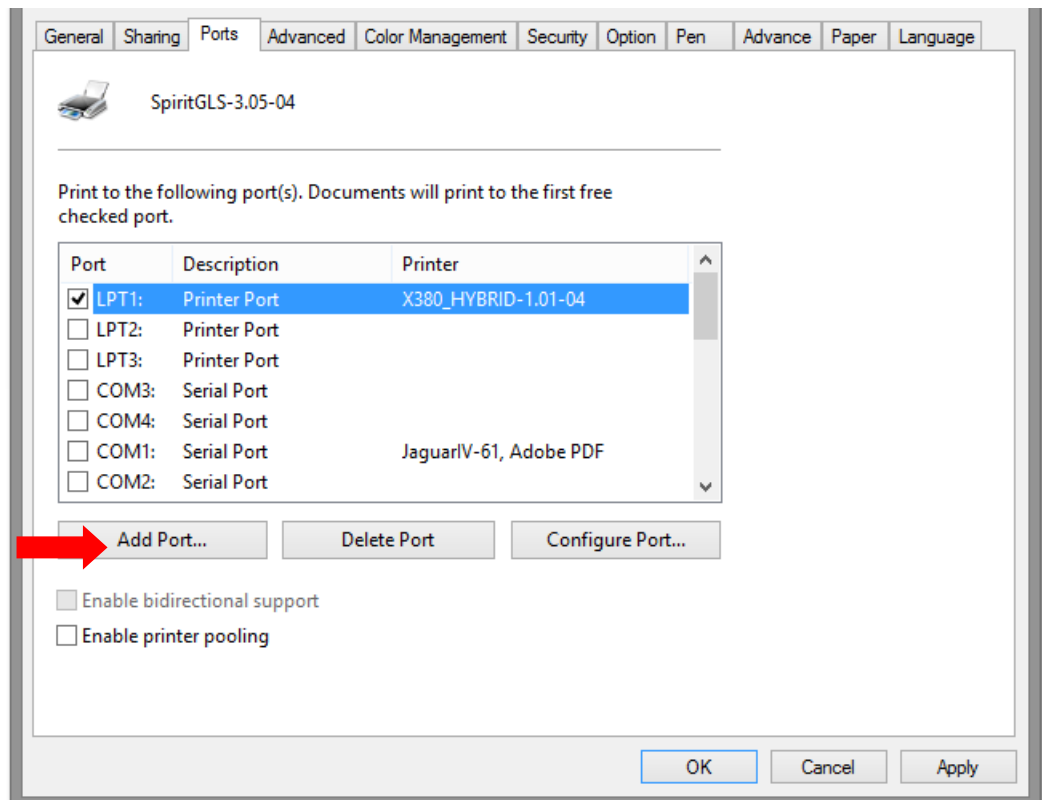 General Sharing Ports Advanced Color Management Security Option Pen Advance Paper Language
SpiritGLS-3.05-04
Print to the following port(s). Documents will print to the first free
checked port.
Port Description Printer
LPT1: Printer Port X380_HYBRID-1.01-04
LPT2: Printer Port
LPT3: Printer Port
COM3: Serial Port
COM4: Serial Port
COM1: Serial Port JaguarIV-61, Adobe PDF
COM2: Serial Port
Add Port... Delete Port Configure Port...
Enable bidirectional support
Enable printer pooling
OK Cancel Apply